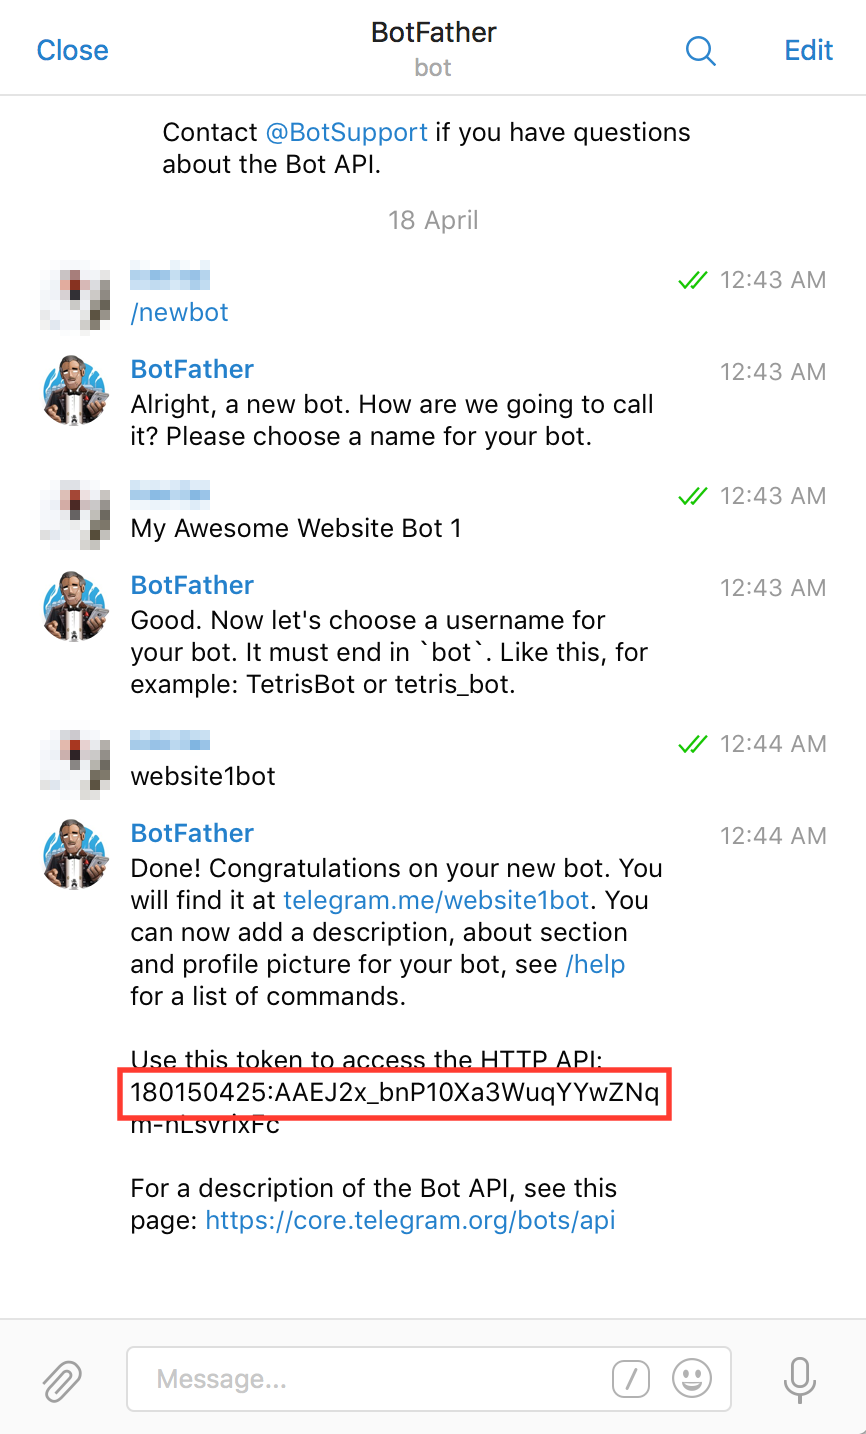 Close
BotFather
bot
Edit
Contact @BotSupport if you have questions
about the Bot API.
18 April
12:43 AM
/newbot
BotFather
12:43 AM
Alright, a new bot. How are we going to call
it? Please choose a name for your bot.
12:43 AM
My Awesome Website Bot 1
BotFather
12:43 AM
Good. Now let's choose a username for
your bot. It must end in `bot`. Like this, for
example: TetrisBot or tetris_bot.
12:44 AM
website1bot
BotFather
12:44 AM
Done! Congratulations on your new bot. You
will find it at telegram.me/website1bot. You
can now add a description, about section
and profile picture for your bot, see /help
for a list of commands.
Use this token to access the HTTP API:
180150425:AAEJ2x_bnP10Xa3WuqYYwZNq
For a description of the Bot API, see this
page: https://core.telegram.org/bots/api
Message...